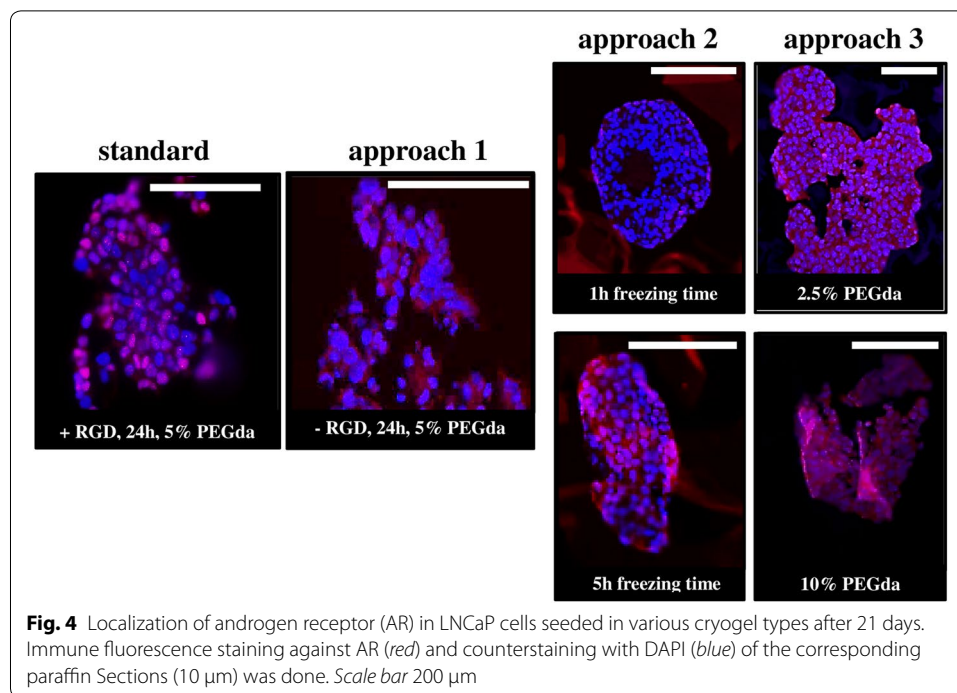 approach 2
approach 3
standard
approach 1
1h freezing time
2.5% PEGda
+ RGD, 24h, 5% PEGda
- RGD, 24h, 5% PEGda
5h freezing time
10% PEGda
Fig. 4 Localization of androgen receptor (AR) in LNCaP cells seeded in various cryogel types after 21 days.
Immune fluorescence staining against AR (red) and counterstaining with DAPI (blue) of the corresponding
paraffin Sections (10 µm) was done. Scale bar 200 µm